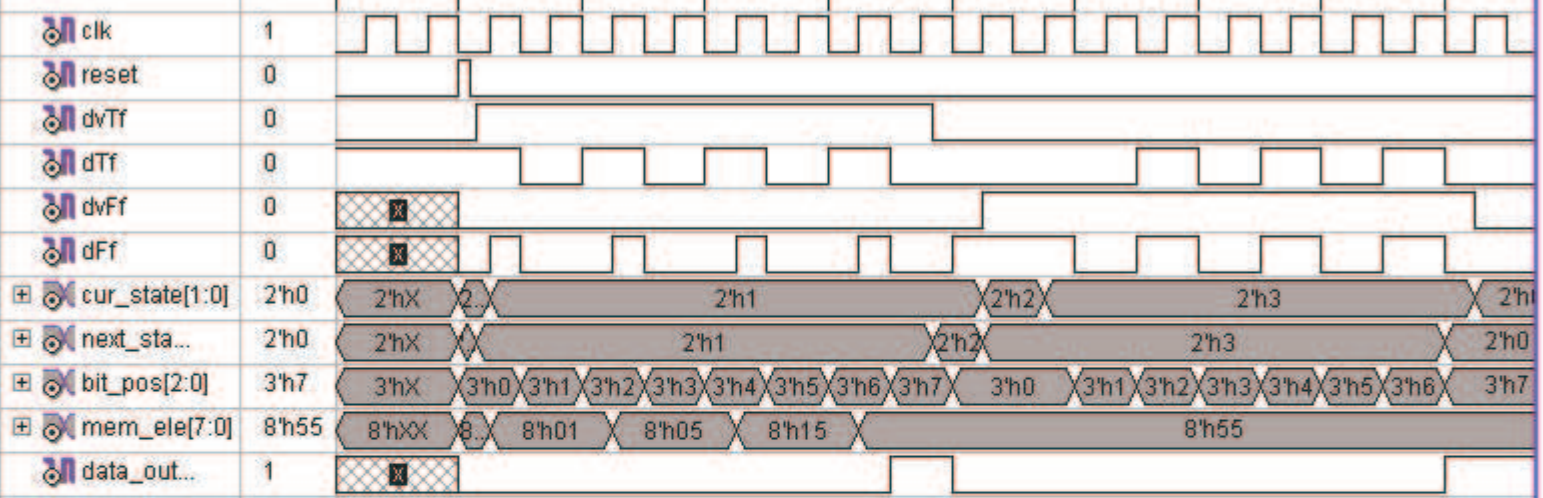 clk 1
reset 0
dvTf 0
dTf 0
dvFf 0 X
dFf 0 X
cur_state[1:0] 2'h0 2'hX 2... 2'h1 2'h2 2'h3
next_sta... 2'h0 2'hX 2'h1 2'h2 2'h3 2'h0
bit_pos[2:0] 3'h7 3'hX 3'h0 3'h1 3'h2 3'h3 3'h4 3'h5 3'h6 3'h7 3'h0 3'h1 3'h2 3'h3 3'h4 3'h5 3'h6 3'h7
mem_ele[7:0] 8'h55 8'hXX 8... 8'h01 8'h05 8'h15 8'h55
data_out... 1 X